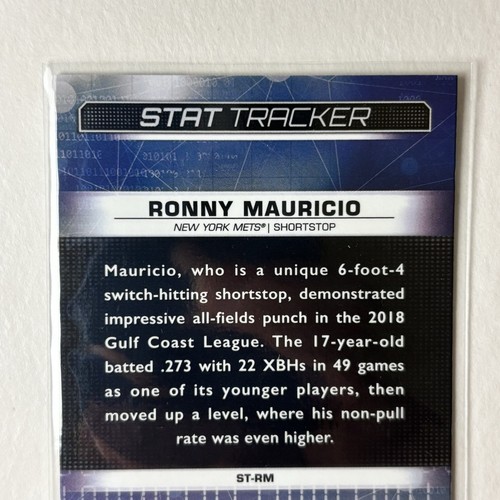 STAT TRACKER
RONNY MAURICIO
NEW YORK METS® | SHORTSTOP
Mauricio, who is a unique 6-foot-4
switch-hitting shortstop, demonstrated
impressive all-fields punch in the 2018
Gulf Coast League. The 17-year-old
batted .273 with 22 XBHs in 49 games
as one of its younger players, then
moved up a level, where his non-pull
rate was even higher.
ST-RM